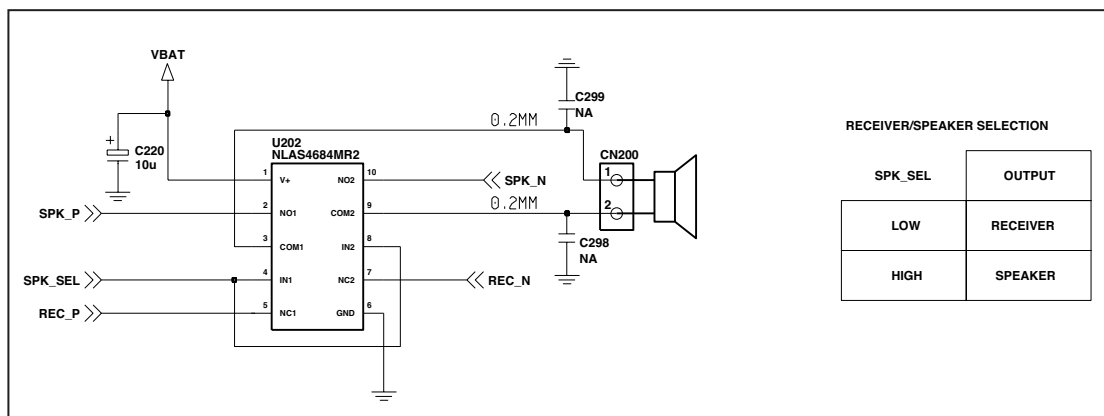 VBAT
C299
NA
0.2MM
RECEIVER/SPEAKER SELECTION
+
C220
10u
U202
NLAS4684MR2
CN200
1
V+
NO2
10
SPK_N
1
SPK_SEL
OUTPUT
0.2MM
SPK_P
2
NO1
COM2
9
2
LOW
RECEIVER
3
COM1
IN2
8
C298
NA
SPK_SEL
4
IN1
NC2
7
REC_N
HIGH
SPEAKER
REC_P
5
NC1
GND
6